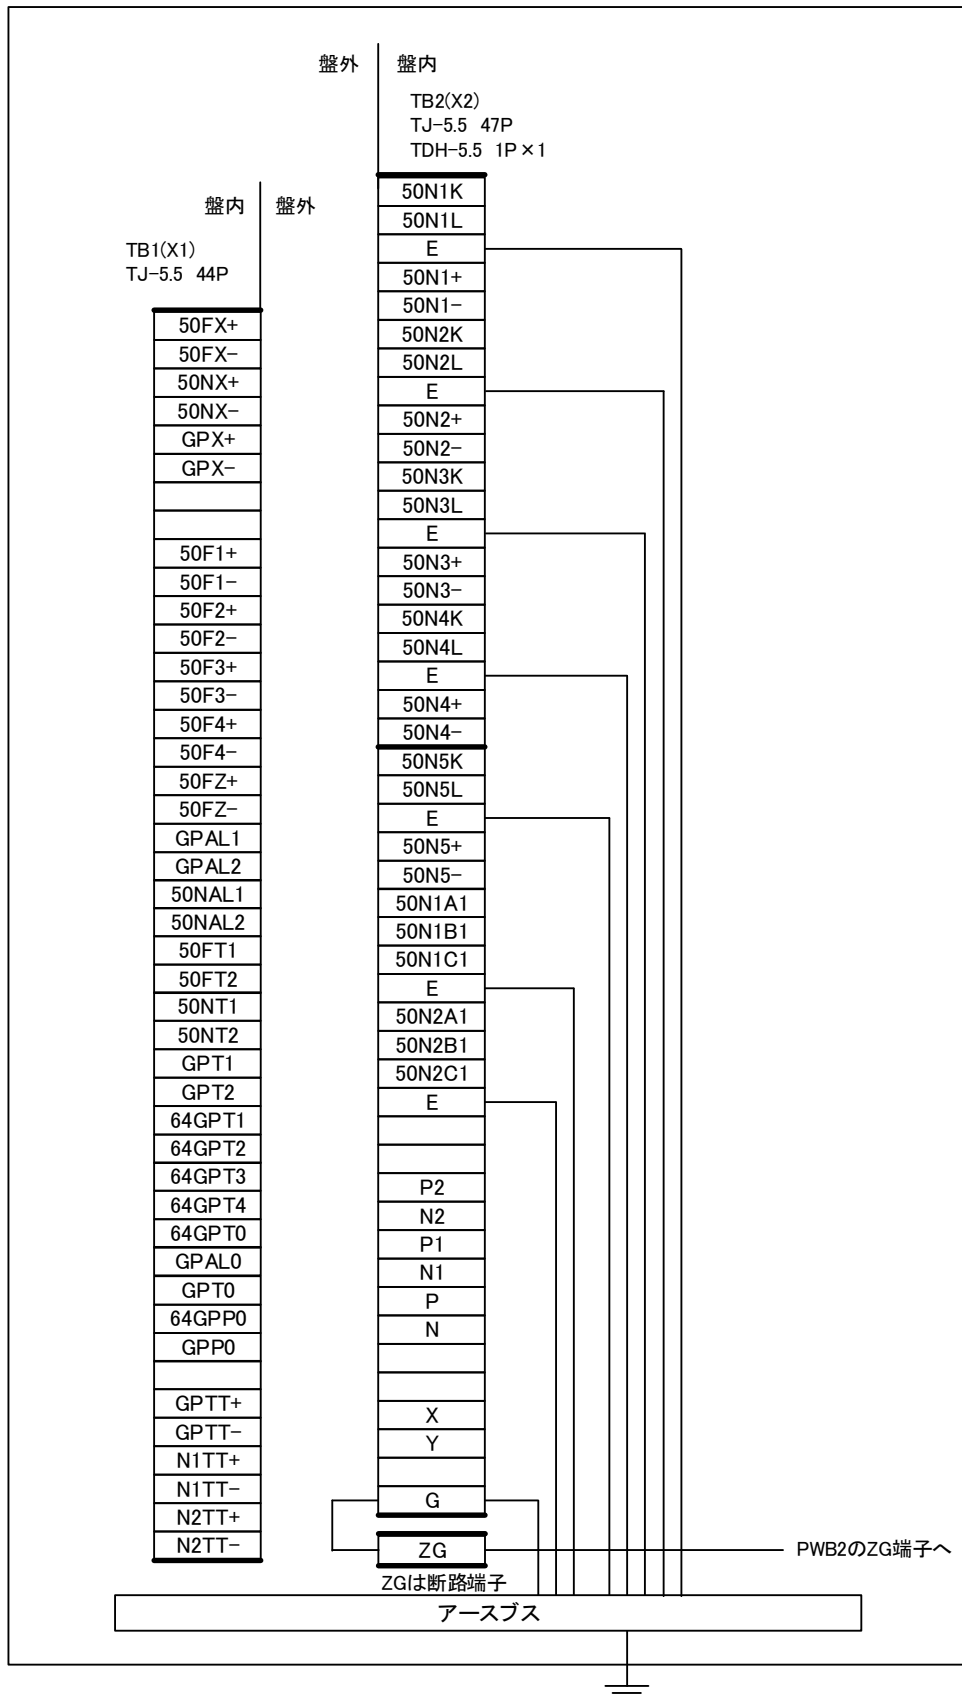 盤外 盤内
TB2(X2)
TJ-5.5 47P
TDH-5.5 1P×1
盤内 盤外
TB1(X1)
TJ-5.5 44P
50FX+
50FX-
50NX+
50NX-
GPX+
GPX-
50F1+
50F1-
50F2+
50F2-
50F3+
50F3-
50F4+
50F4-
50FZ+
50FZ-
GPAL1
GPAL2
50NAL1
50NAL2
50FT1
50FT2
50NT1
50NT2
GPT1
GPT2
64GPT1
64GPT2
64GPT3
64GPT4
64GPT0
GPAL0
GPT0
64GPP0
GPP0
GPTT+
GPTT-
N1TT+
N1TT-
N2TT+
N2TT-
50N1K
50N1L
E
50N1+
50N1-
50N2K
50N2L
E
50N2+
50N2-
50N3K
50N3L
E
50N3+
50N3-
50N4K
50N4L
E
50N4+
50N4-
50N5K
50N5L
E
50N5+
50N5-
50N1A1
50N1B1
50N1C1
E
50N2A1
50N2B1
50N2C1
E
P2
N2
P1
N1
P
N
X
Y
G
ZG
PWB2のZG端子へ
ZGは断路端子
アースブス